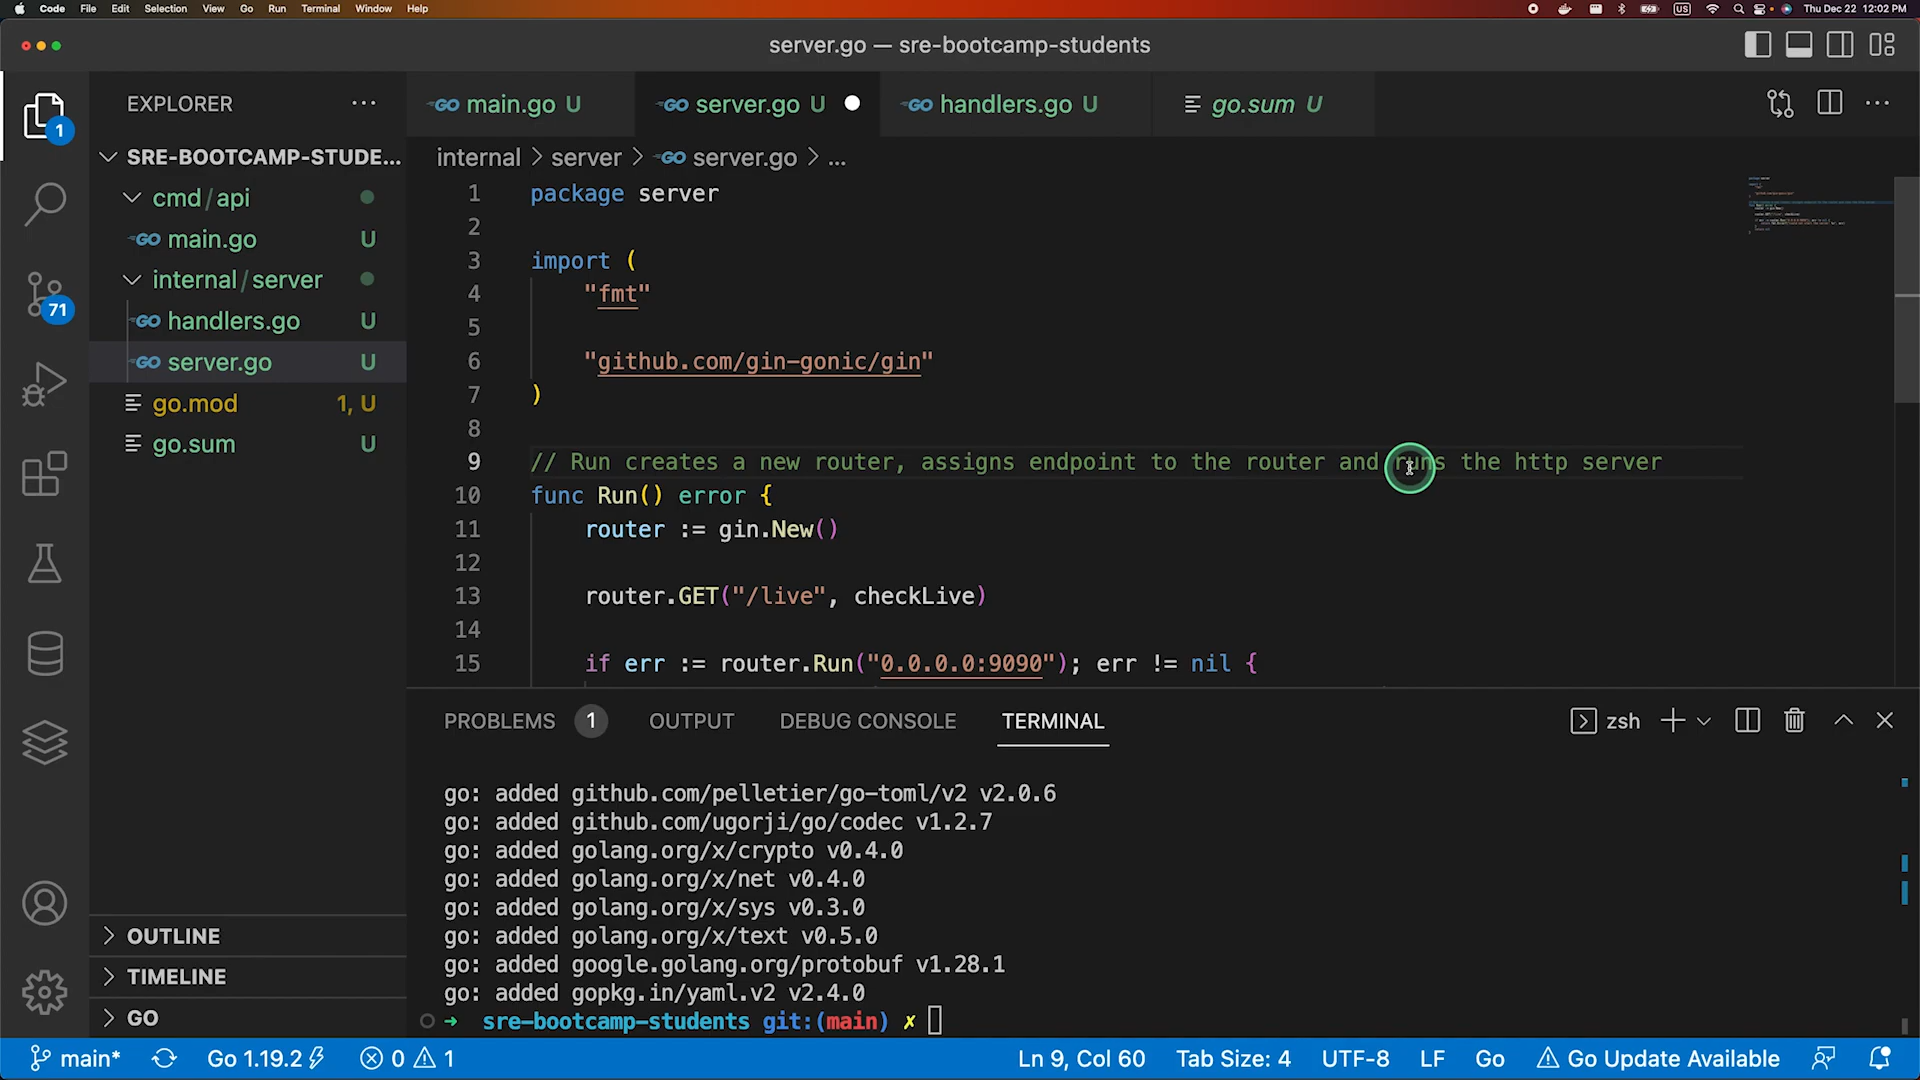 Code File Edit Selection View Go Run Terminal Window Help US Thu Dec 22 12:02 PM
server.go — sre-bootcamp-students
EXPLORER
main.go U
server.go U
handlers.go U
go.sum U
1
71
SRE-BOOTCAMP-STUDE...
cmd/api
main.go U
internal/server
handlers.go U
server.go U
go.mod 1, U
go.sum U
OUTLINE
TIMELINE
GO
internal > server > server.go > ...
1 package server
2
3 import (
4 "fmt"
5
6 "github.com/gin-gonic/gin"
7 )
8
9 // Run creates a new router, assigns endpoint to the router and runs the http server
10 func Run() error {
11 router := gin.New()
12
13 router.GET("/live", checkLive)
14
15 if err := router.Run("0.0.0.0:9090"); err != nil {
PROBLEMS 1 OUTPUT DEBUG CONSOLE TERMINAL zsh
go: added github.com/pelletier/go-toml/v2 v2.0.6
go: added github.com/ugorji/go/codec v1.2.7
go: added golang.org/x/crypto v0.4.0
go: added golang.org/x/net v0.4.0
go: added golang.org/x/sys v0.3.0
go: added golang.org/x/text v0.5.0
go: added google.golang.org/protobuf v1.28.1
go: added gopkg.in/yaml.v2 v2.4.0
→ sre-bootcamp-students git:(main) ✗
main* Go 1.19.2 0 1 Ln 9, Col 60 Tab Size: 4 UTF-8 LF Go Go Update Available